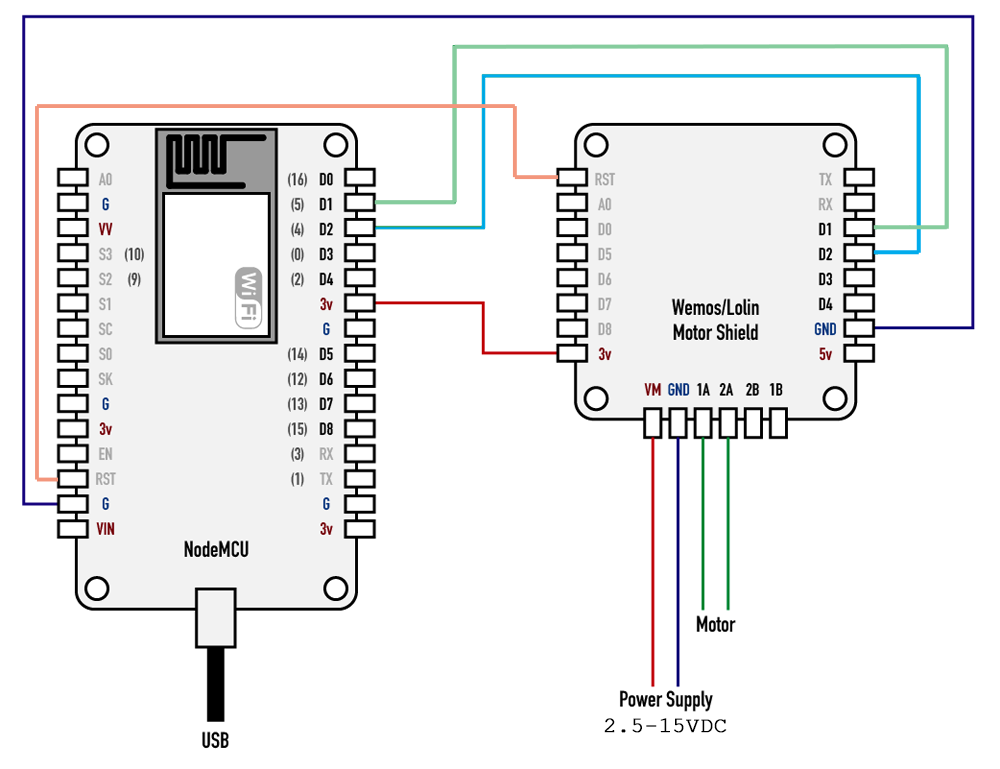 A0
G
VV
S3 (10)
S2 (9)
S1
SC
S0
SK
G
3v
EN
RST
G
VIN
WiFi
(16) D0
(5) D1
(4) D2
(0) D3
(2) D4
3v
G
(14) D5
(12) D6
(13) D7
(15) D8
(3) RX
(1) TX
G
3v
NodeMCU
USB
RST
A0
D0
D5
D6
D7
D8
3v
Wemos/Lolin
Motor Shield
TX
RX
D1
D2
D3
D4
GND
5v
VM GND 1A 2A 2B 1B
Motor
Power Supply
2.5-15VDC